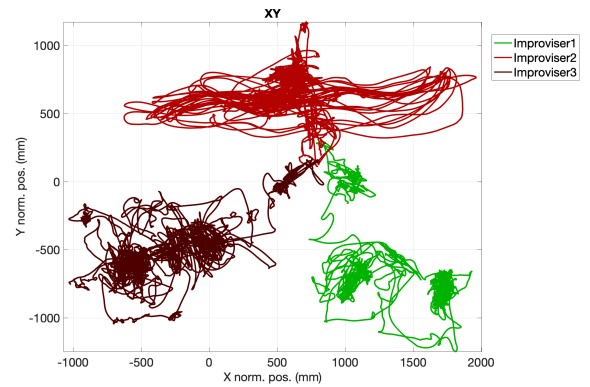 XY
Improviser1
Improviser2
Improviser3
Y norm. pos. (mm)
1000
500
0
-500
-1000
-1000 -500 0 500 1000 1500 2000
X norm. pos. (mm)